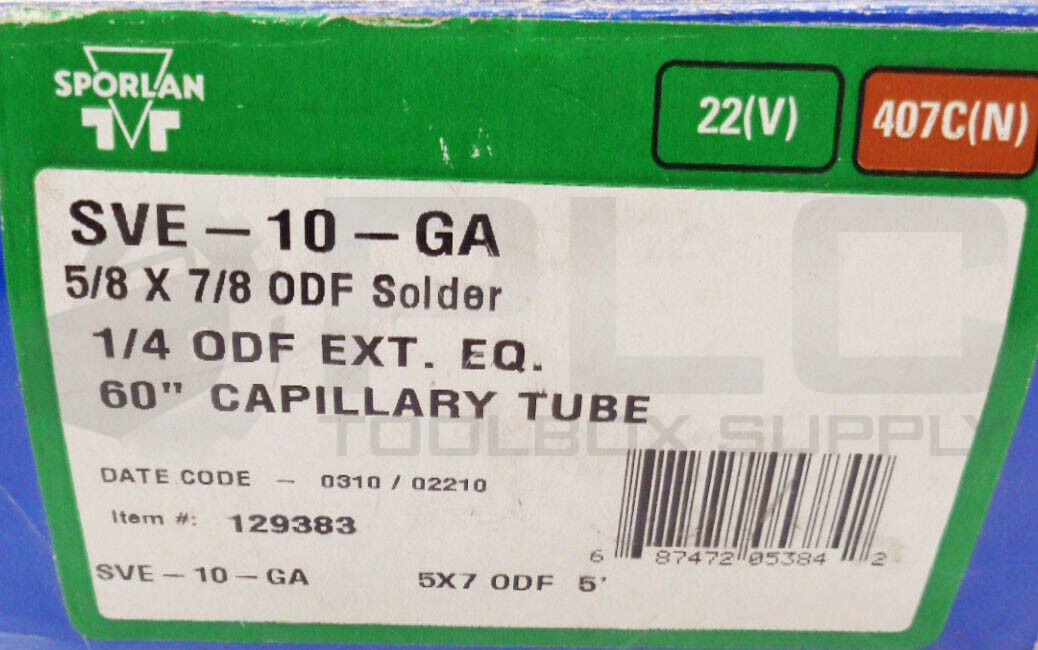 SPORLAN
22(V)
407C(N)
SVE - 10 - GA
5/8 X 7/8 ODF Solder
1/4 ODF EXT. EQ.
60" CAPILLARY TUBE
PLC
TOOLBOX SUPPLY
DATE CODE - 0310 / 02210
Item #: 129383
6 87472 05384 2
SVE - 10 - GA 5X7 ODF 5'